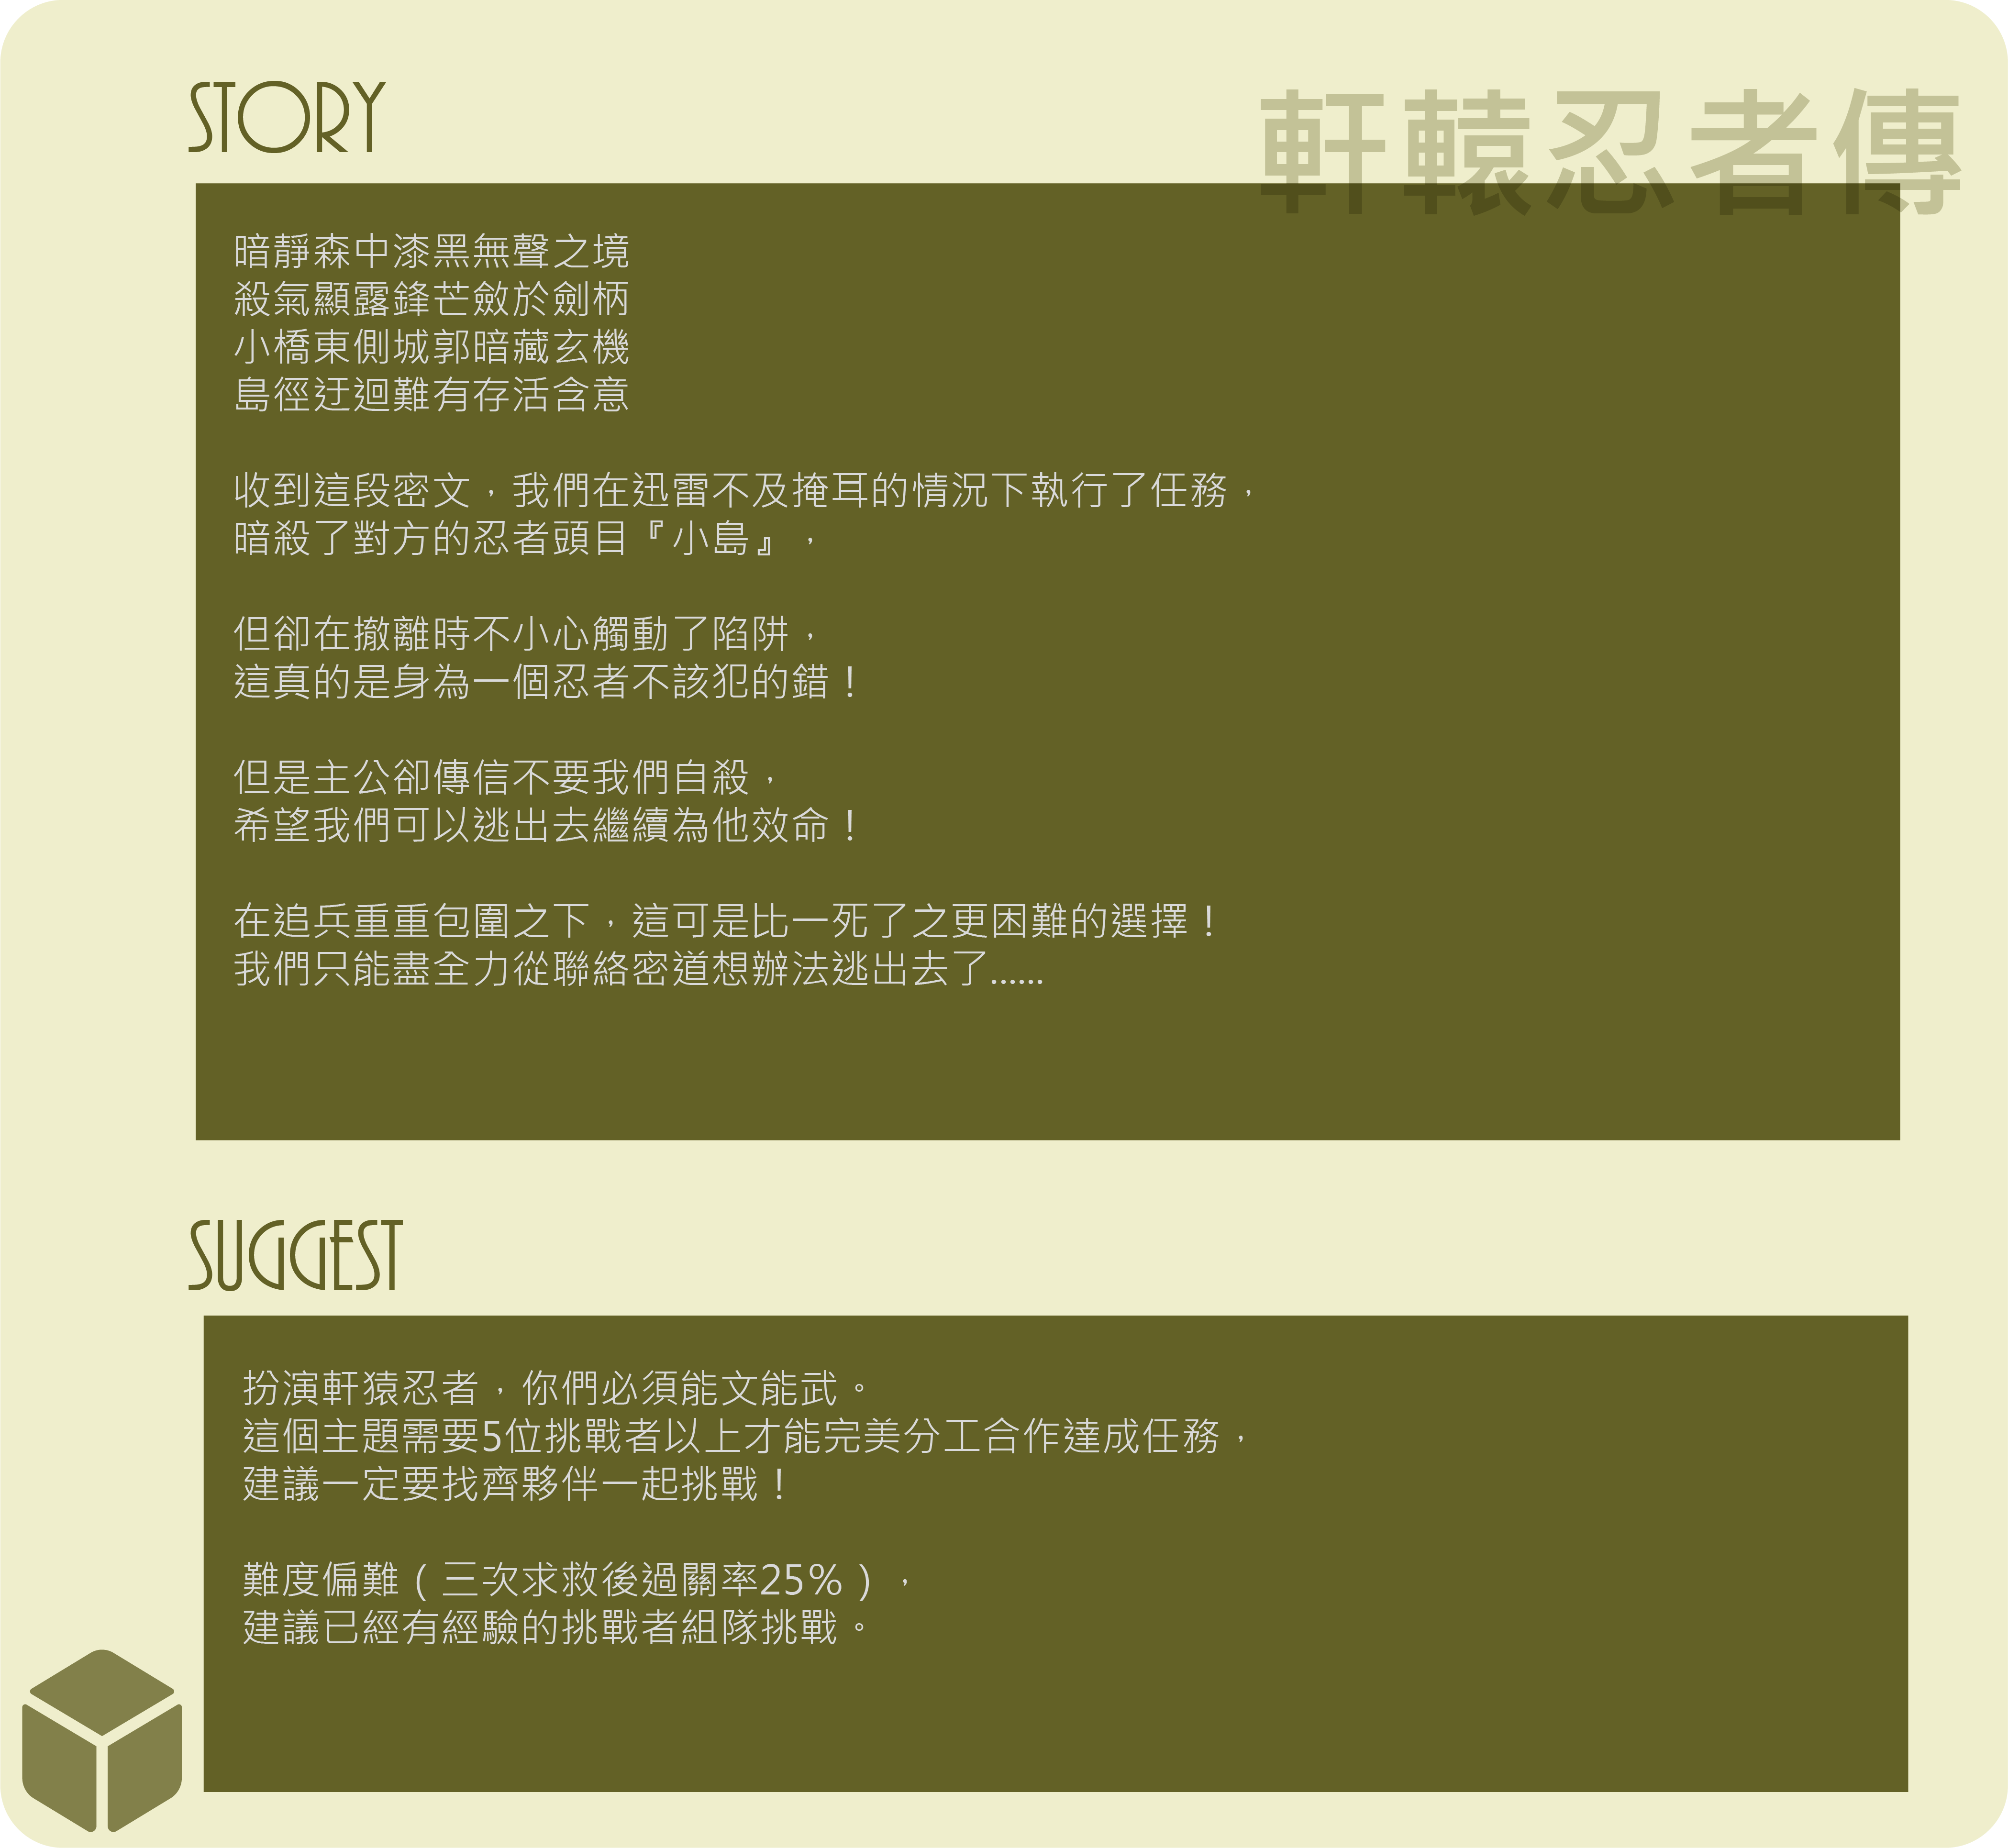 STORY
軒轅忍者傳
暗靜森中漆黑無聲之境
殺氣顯露鋒芒斂於劍柄
小橋東側城郭暗藏玄機
島徑迂迴難有存活含意
收到這段密文，我們在迅雷不及掩耳的情況下執行了任務，
暗殺了對方的忍者頭目『小島』，
但卻在撤離時不小心觸動了陷阱，
這真的是身為一個忍者不該犯的錯！
但是主公卻傳信不要我們自殺，
希望我們可以逃出去繼續為他效命！
在追兵重重包圍之下，這可是比一死了之更困難的選擇！
我們只能盡全力從聯絡密道想辦法逃出去了......
SUGGEST
扮演軒猿忍者，你們必須能文能武。
這個主題需要5位挑戰者以上才能完美分工合作達成任務，
建議一定要找齊夥伴一起挑戰！
難度偏難（三次求救後過關率25%），
建議已經有經驗的挑戰者組隊挑戰。